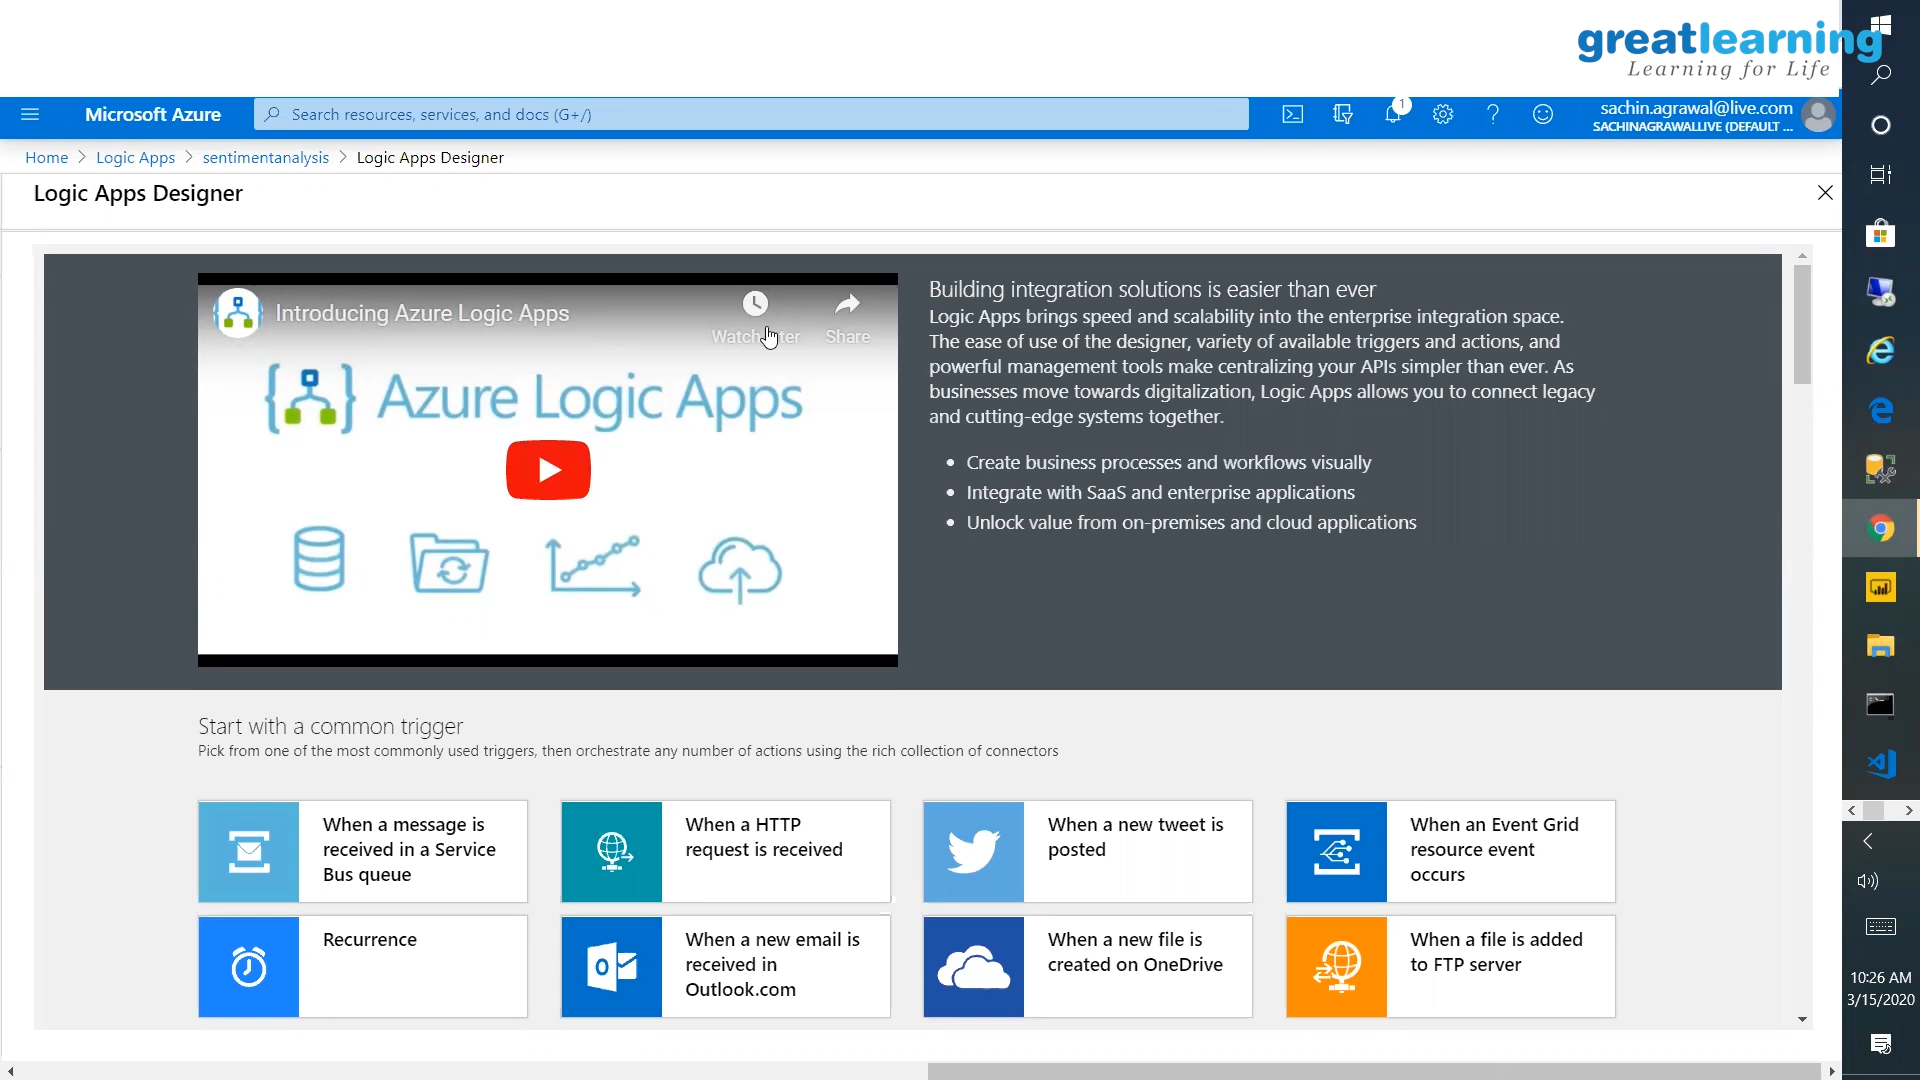 greatlearning
Learning for Life
Microsoft Azure
Search resources, services, and docs (G+/)
1
sachin.agrawal@live.com
SACHINAGRAWALLIVE (DEFAULT ...
Home > Logic Apps > sentimentanalysis > Logic Apps Designer
Logic Apps Designer
Introducing Azure Logic Apps
Share
Azure Logic Apps
Building integration solutions is easier than ever
Logic Apps brings speed and scalability into the enterprise integration space.
The ease of use of the designer, variety of available triggers and actions, and
powerful management tools make centralizing your APIs simpler than ever. As
businesses move towards digitalization, Logic Apps allows you to connect legacy
and cutting-edge systems together.
• Create business processes and workflows visually
• Integrate with SaaS and enterprise applications
• Unlock value from on-premises and cloud applications
Start with a common trigger
Pick from one of the most commonly used triggers, then orchestrate any number of actions using the rich collection of connectors
When a message is
received in a Service
Bus queue
When a HTTP
request is received
When a new tweet is
posted
When an Event Grid
resource event
occurs
Recurrence
When a new email is
received in
Outlook.com
When a new file is
created on OneDrive
When a file is added
to FTP server
10:26 AM
3/15/2020